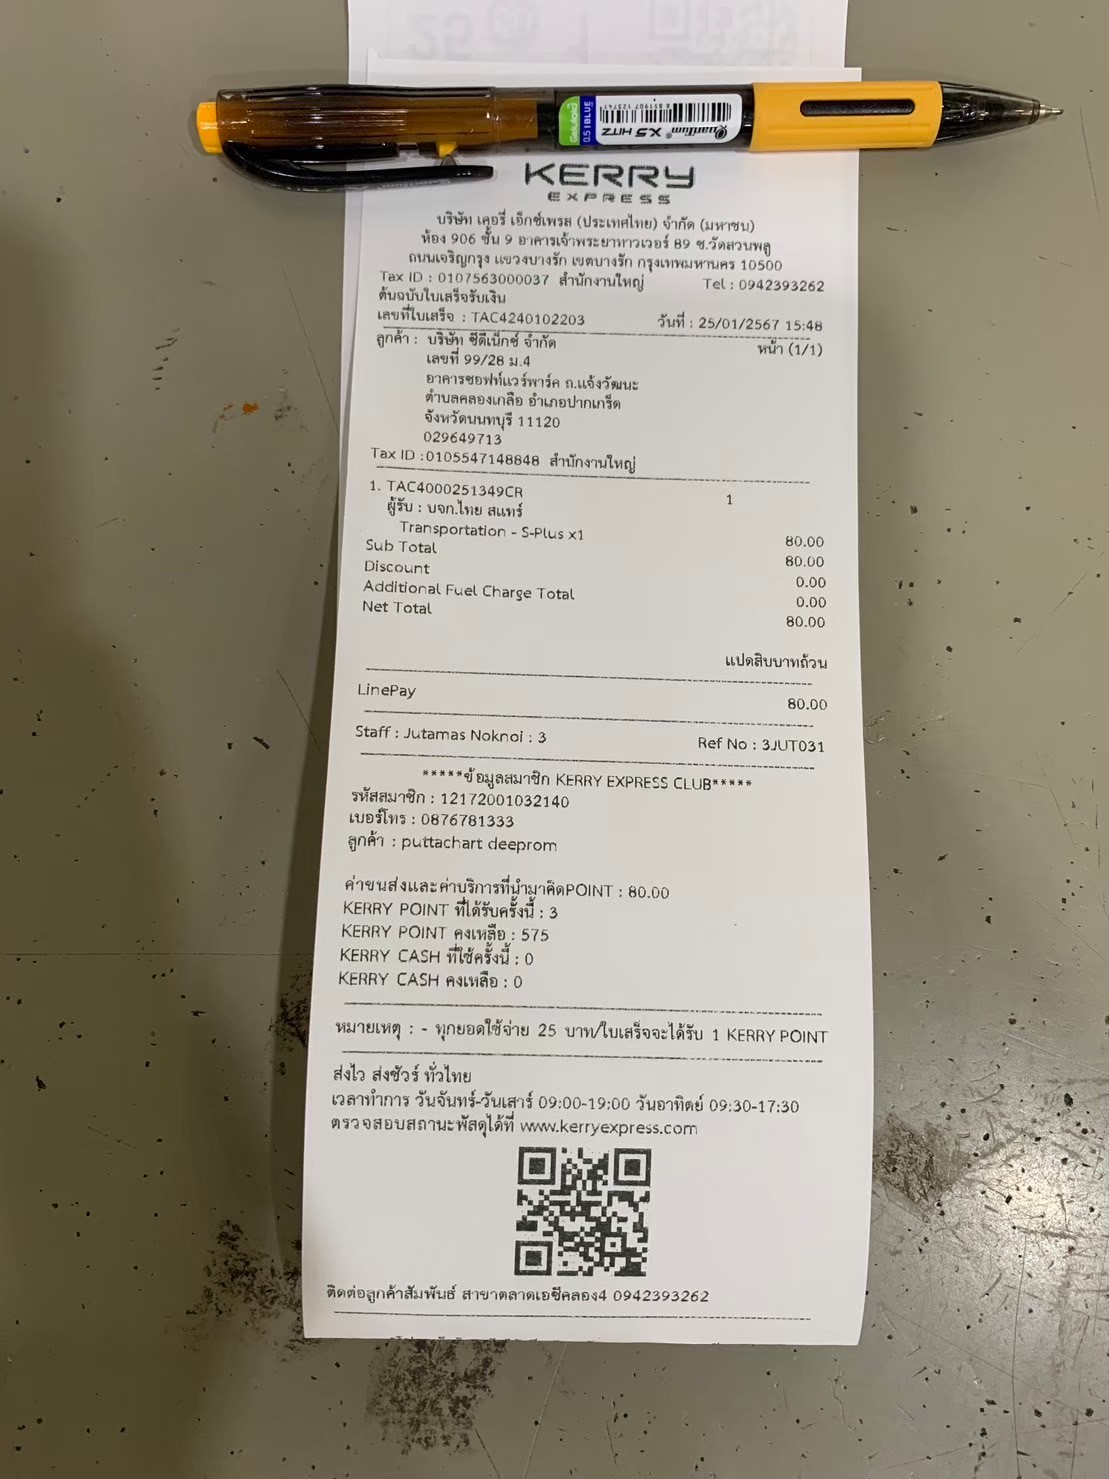 Quantum X5 HITZ
Geluloid
0.5 น้ำเงิน
8 851907 123741
KERRY
EXPRESS
บริษัท เคอรี่ เอ็กซ์เพรส (ประเทศไทย) จำกัด (มหาชน)
ห้อง 906 ชั้น 9 อาคารเจ้าพระยาทาวเวอร์ 89 ซ.วัดสวนพลู
ถนนเจริญกรุง แขวงบางรัก เขตบางรัก กรุงเทพมหานคร 10500
Tax ID : 0107563000037 สำนักงานใหญ่ Tel : 0942393262
ต้นฉบับใบเสร็จรับเงิน
เลขที่ใบเสร็จ : TAC4240102203 วันที่ : 25/01/2567 15:48
ลูกค้า : บริษัท ซีดีเน็กซ์ จำกัด หน้า (1/1)
เลขที่ 99/28 ม.4
อาคารซอฟท์แวร์พาร์ค ถ.แจ้งวัฒนะ
ตำบลคลองเกลือ อำเภอปากเกร็ด
จังหวัดนนทบุรี 11120
029649713
Tax ID :0105547148848 สำนักงานใหญ่
1. TAC4000251349CR 1
ผู้รับ : บจก.ไทย สแทร์
Transportation - S-Plus x1 80.00
Sub Total 80.00
Discount 0.00
Additional Fuel Charge Total 0.00
Net Total 80.00
แปดสิบบาทถ้วน
LinePay 80.00
Staff : Jutamas Noknoi : 3 Ref No : 3JUT031
*****ข้อมูลสมาชิก KERRY EXPRESS CLUB*****
รหัสสมาชิก : 12172001032140
เบอร์โทร : 0876781333
ลูกค้า : puttachart deeprom
ค่าขนส่งและค่าบริการที่นำมาคิดPOINT : 80.00
KERRY POINT ที่ได้รับครั้งนี้ : 3
KERRY POINT คงเหลือ : 575
KERRY CASH ที่ใช้ครั้งนี้ : 0
KERRY CASH คงเหลือ : 0
หมายเหตุ : - ทุกยอดใช้จ่าย 25 บาท/ใบเสร็จจะได้รับ 1 KERRY POINT
ส่งไว ส่งชัวร์ ทั่วไทย
เวลาทำการ วันจันทร์-วันเสาร์ 09:00-19:00 วันอาทิตย์ 09:30-17:30
ตรวจสอบสถานะพัสดุได้ที่ www.kerryexpress.com
ติดต่อลูกค้าสัมพันธ์ สาขาตลาดเอซีคลอง4 0942393262